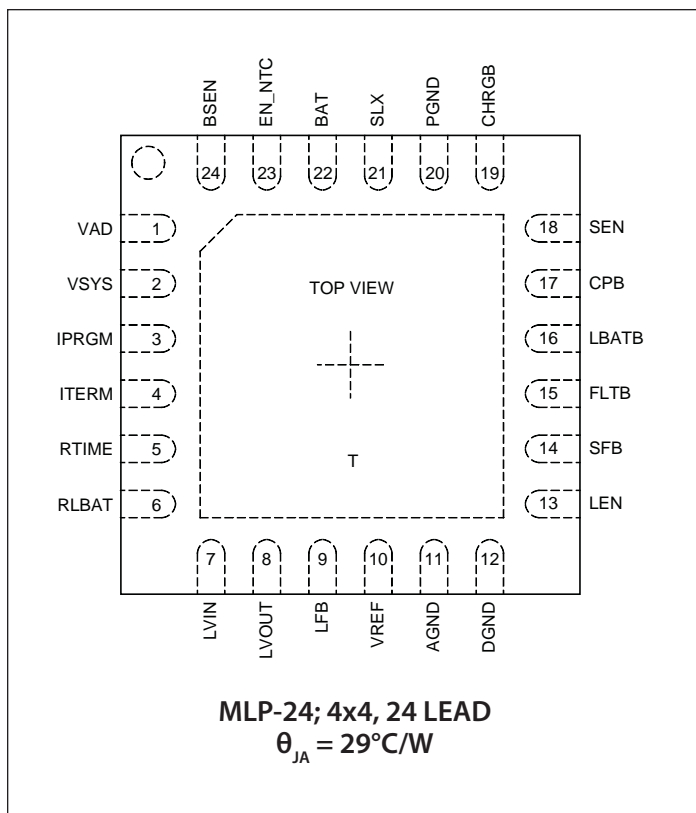 BSEN
EN_NTC
BAT
SLX
PGND
CHRGB
24
23
22
21
20
19
VAD 1
VSYS 2
IPRGM 3
ITERM 4
RTIME 5
RLBAT 6
18 SEN
17 CPB
16 LBATB
15 FLTB
14 SFB
13 LEN
TOP VIEW
T
7
8
9
10
11
12
LVIN
LVOUT
LFB
VREF
AGND
DGND
MLP-24; 4x4, 24 LEAD
θJA = 29°C/W